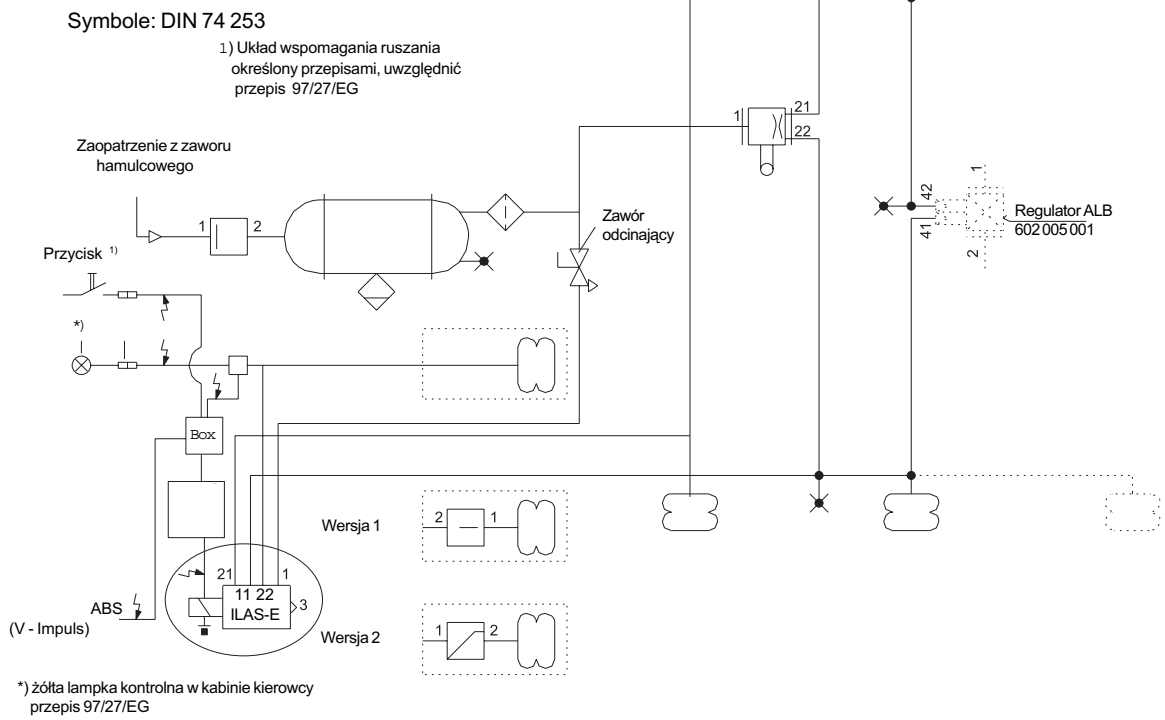 Symbole: DIN 74 253
1) Układ wspomagania ruszania
określony przepisami, uwzględnić
przepis 97/27/EG
Zaopatrzenie z zaworu
hamulcowego
1
2
1
21
22
Zawór
odcinający
42
41
1
2
Regulator ALB
602 005 001
Przycisk 1)
*)
Box
Wersja 1
2
1
21
11 22
1
ILAS-E
3
ABS
(V - Impuls)
Wersja 2
1
2
*) żółta lampka kontrolna w kabinie kierowcy
przepis 97/27/EG